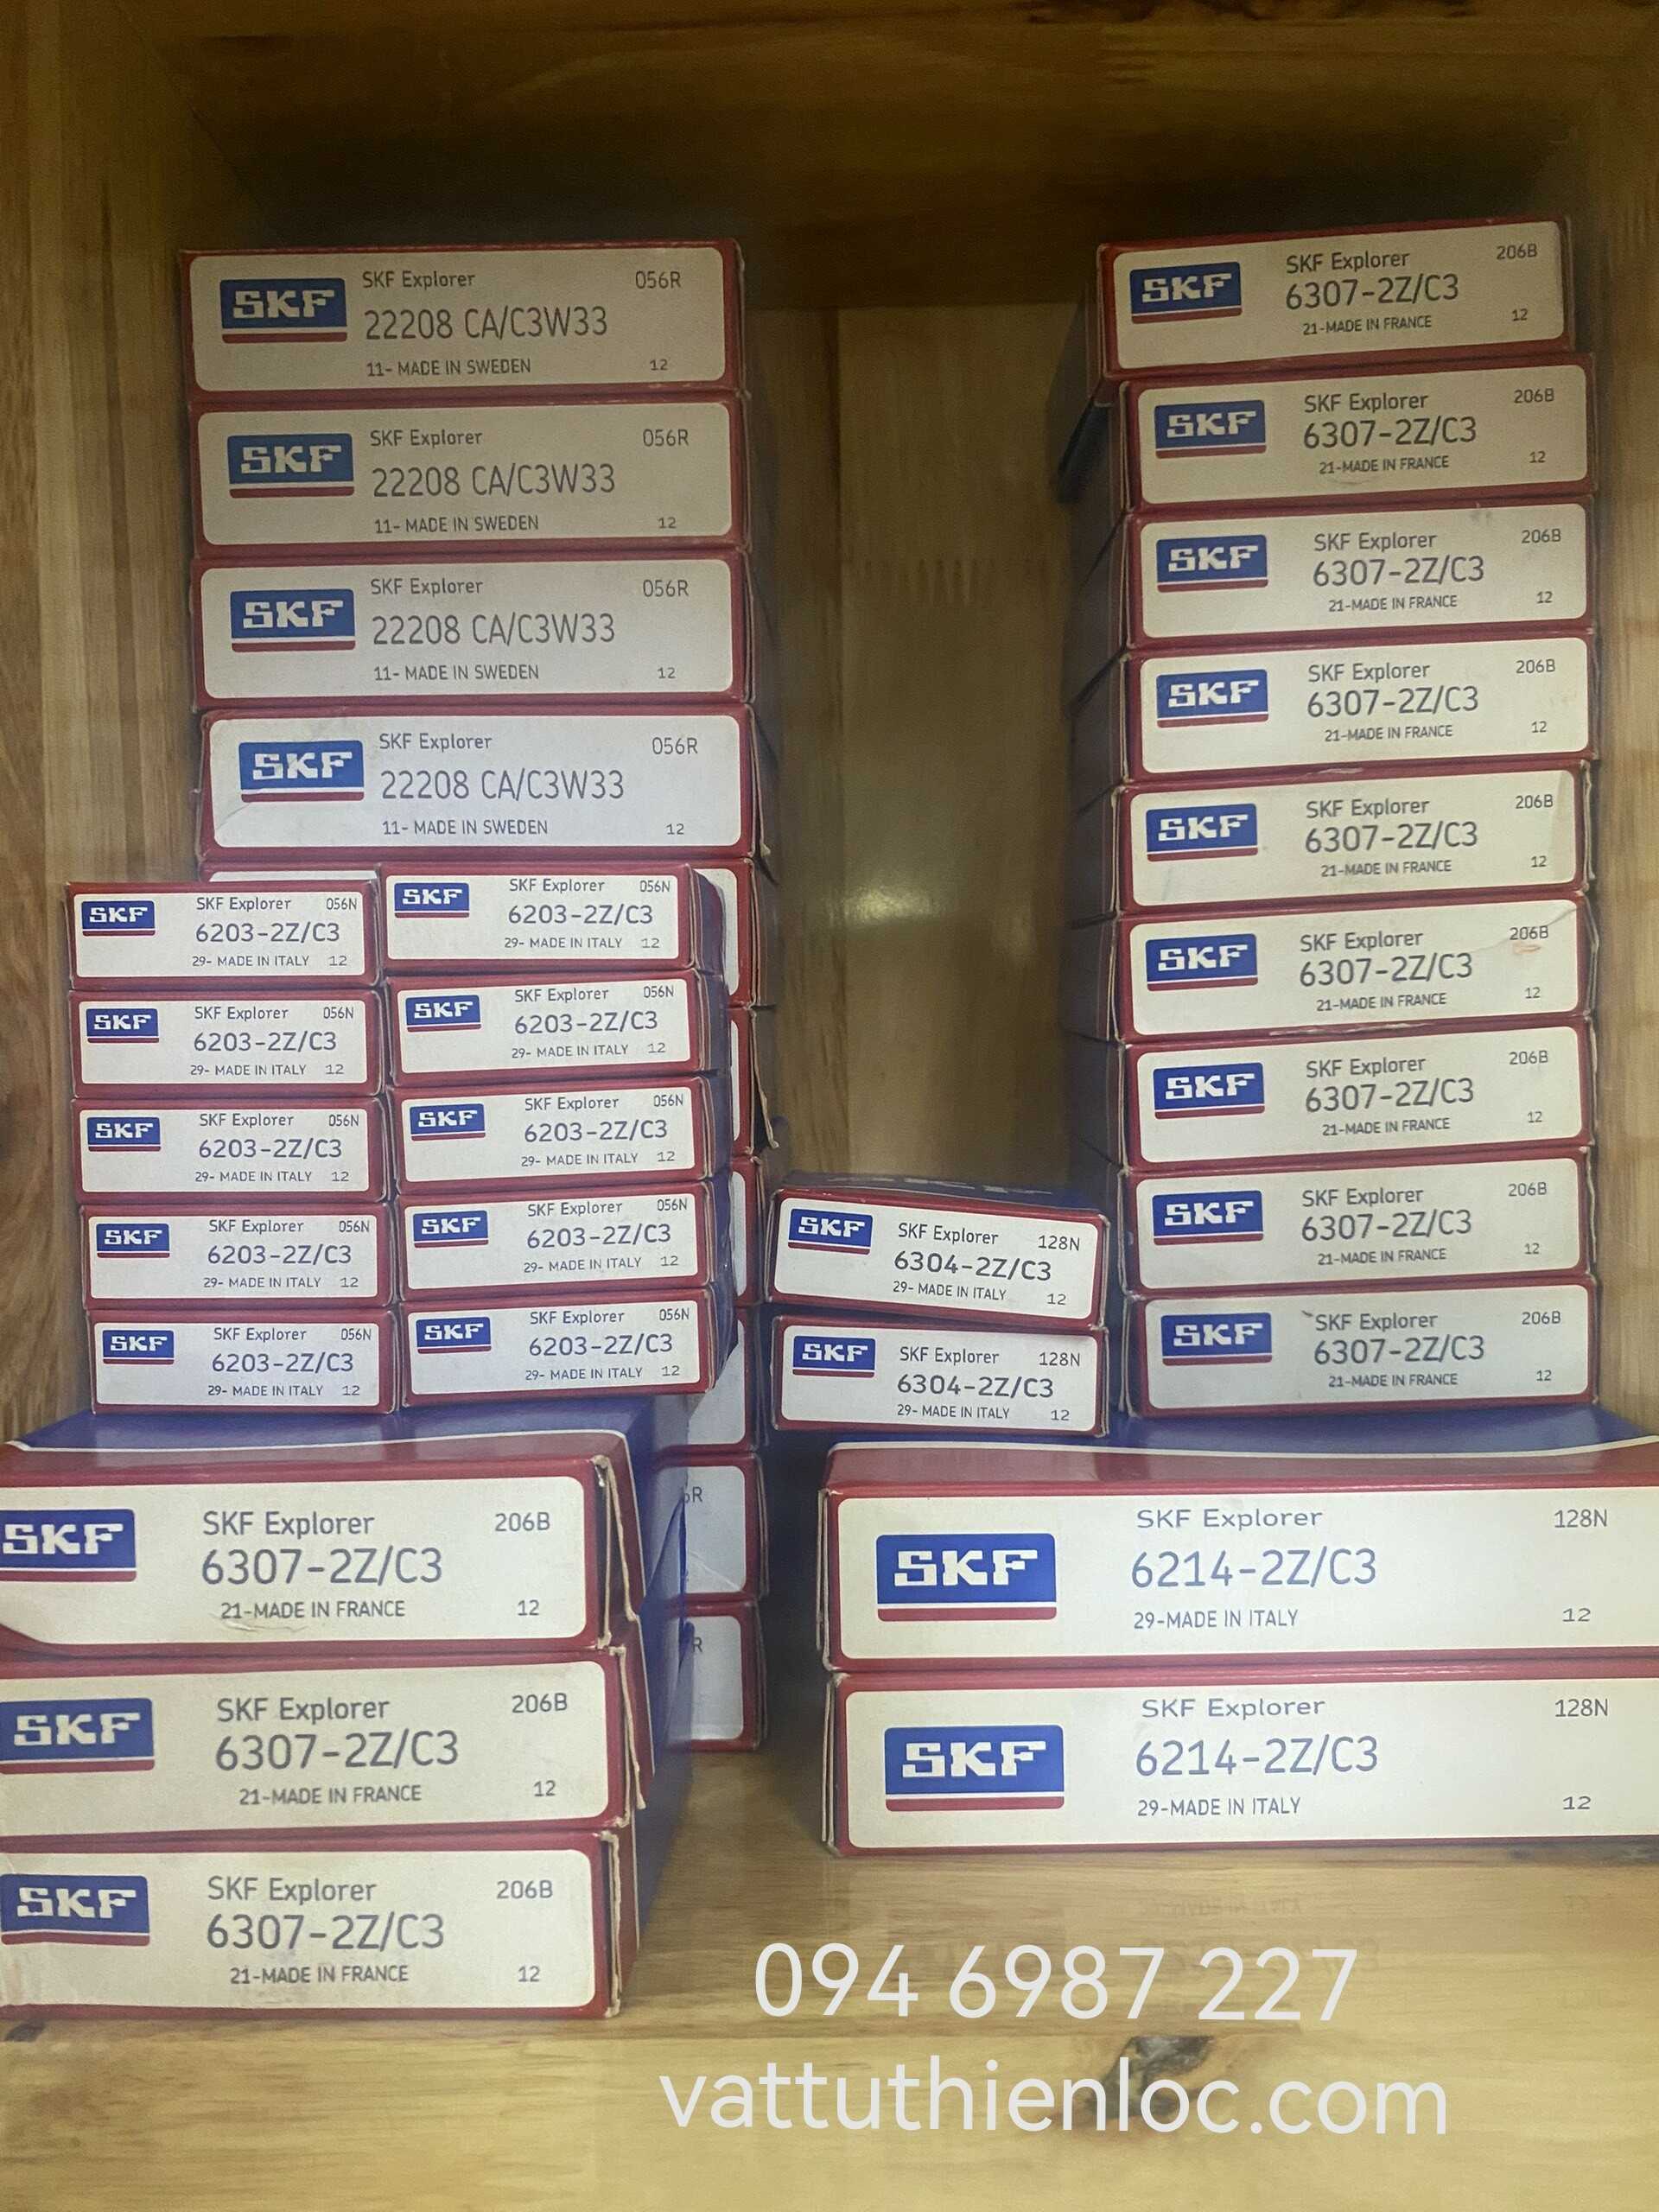 SKF SKF Explorer 056R
22208 CA/C3W33
11- MADE IN SWEDEN 12
SKF SKF Explorer 056R
22208 CA/C3W33
11- MADE IN SWEDEN 12
SKF SKF Explorer 056R
22208 CA/C3W33
11- MADE IN SWEDEN 12
SKF SKF Explorer 056R
22208 CA/C3W33
11- MADE IN SWEDEN 12
SKF SKF Explorer 056N
6203-2Z/C3
29- MADE IN ITALY 12
SKF SKF Explorer 056N
6203-2Z/C3
29- MADE IN ITALY 12
SKF SKF Explorer 056N
6203-2Z/C3
29- MADE IN ITALY 12
SKF SKF Explorer 056N
6203-2Z/C3
29- MADE IN ITALY 12
SKF SKF Explorer 056N
6203-2Z/C3
29- MADE IN ITALY 12
SKF SKF Explorer 056N
6203-2Z/C3
29- MADE IN ITALY 12
SKF SKF Explorer 056N
6203-2Z/C3
29- MADE IN ITALY 12
SKF SKF Explorer 056N
6203-2Z/C3
29- MADE IN ITALY 12
SKF SKF Explorer 056N
6203-2Z/C3
29- MADE IN ITALY 12
SKF SKF Explorer 056N
6203-2Z/C3
29- MADE IN ITALY 12
SKF SKF Explorer 206B
6307-2Z/C3
21-MADE IN FRANCE 12
SKF SKF Explorer 206B
6307-2Z/C3
21-MADE IN FRANCE 12
SKF SKF Explorer 206B
6307-2Z/C3
21-MADE IN FRANCE 12
SKF SKF Explorer 128N
6304-2Z/C3
29- MADE IN ITALY 12
SKF SKF Explorer 128N
6304-2Z/C3
29- MADE IN ITALY 12
SKF SKF Explorer 206B
6307-2Z/C3
21-MADE IN FRANCE 12
SKF SKF Explorer 206B
6307-2Z/C3
21-MADE IN FRANCE 12
SKF SKF Explorer 206B
6307-2Z/C3
21-MADE IN FRANCE 12
SKF SKF Explorer 206B
6307-2Z/C3
21-MADE IN FRANCE 12
SKF SKF Explorer 206B
6307-2Z/C3
21-MADE IN FRANCE 12
SKF SKF Explorer 206B
6307-2Z/C3
21-MADE IN FRANCE 12
SKF SKF Explorer 206B
6307-2Z/C3
21-MADE IN FRANCE 12
SKF SKF Explorer 206B
6307-2Z/C3
21-MADE IN FRANCE 12
SKF SKF Explorer 206B
6307-2Z/C3
21-MADE IN FRANCE 12
SKF SKF Explorer 128N
6214-2Z/C3
29-MADE IN ITALY 12
SKF SKF Explorer 128N
6214-2Z/C3
29-MADE IN ITALY 12
094 6987 227
vattuthienloc.com